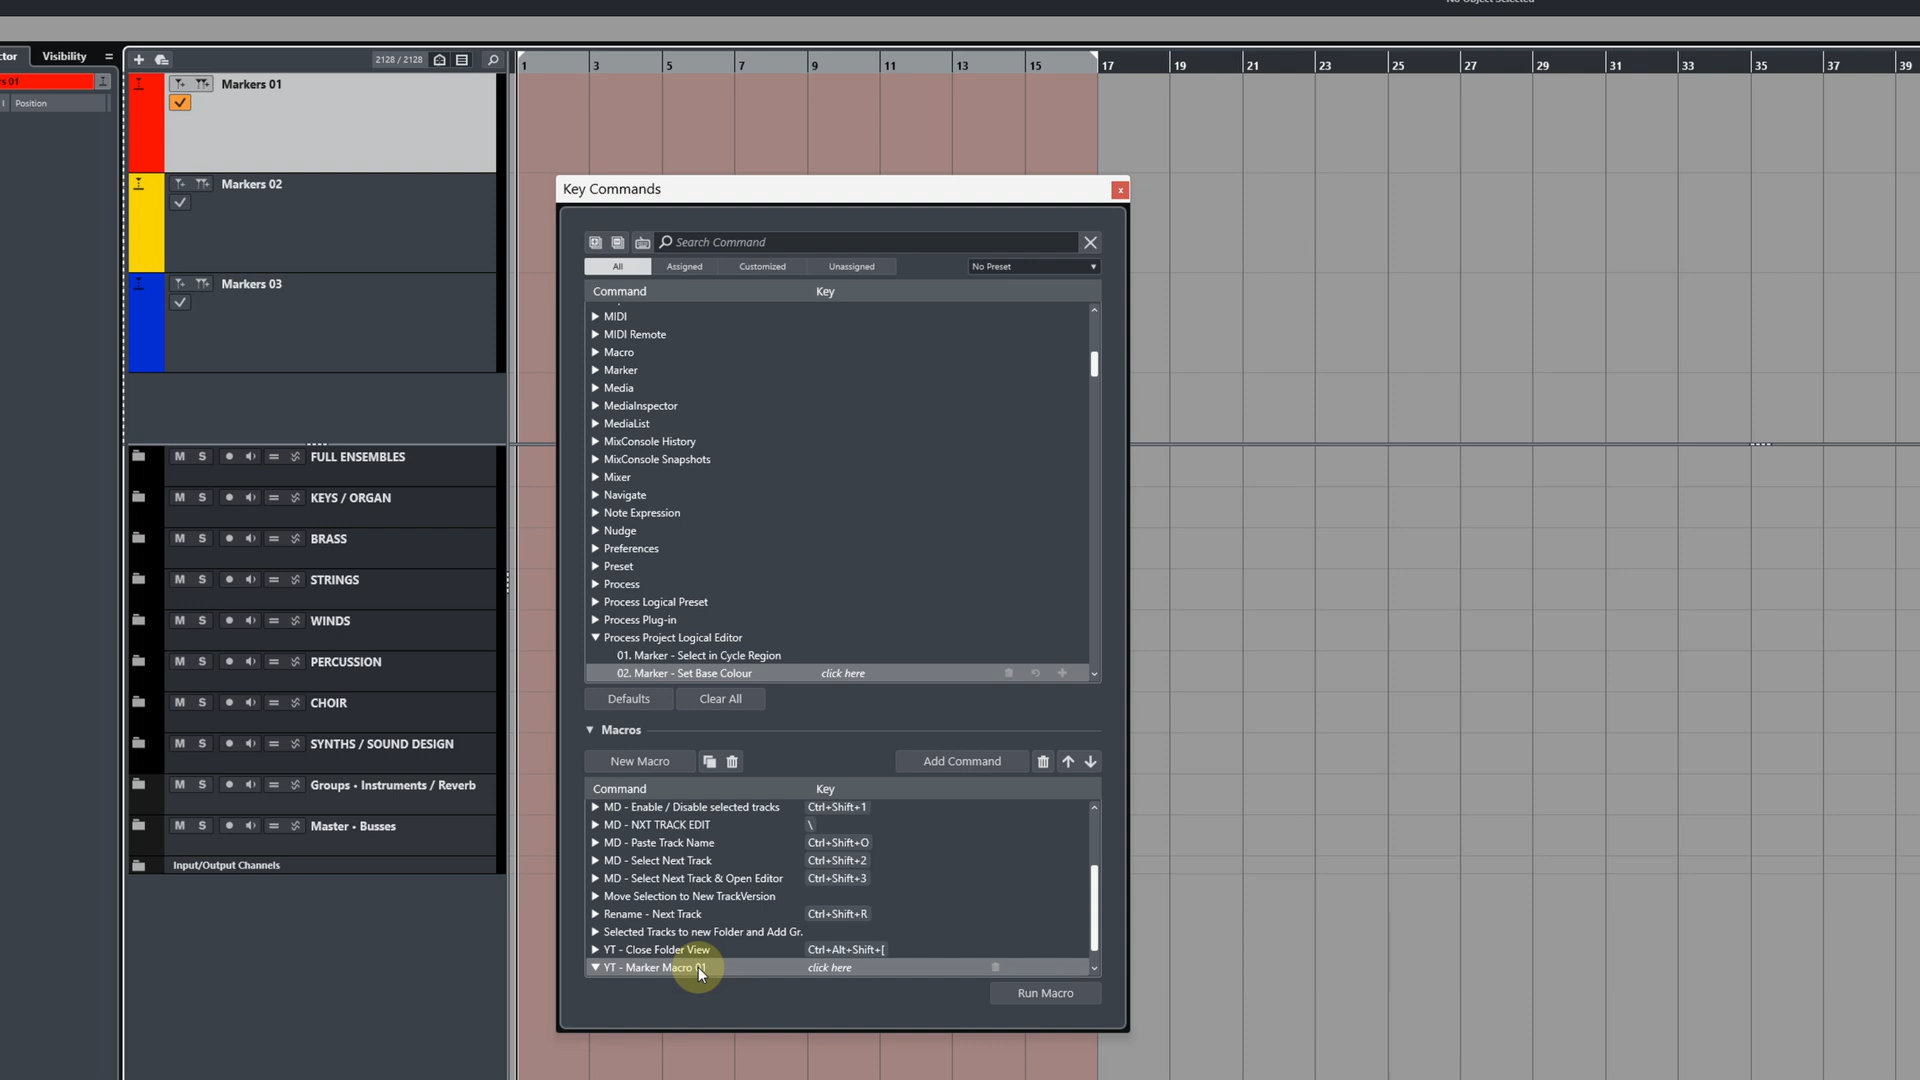 ctor Visibility
2128 / 2128
1 3 5 7 9 11 13 15 17 19 21 23 25 27 29 31 33 35 37 39
s 01
Markers 01
Position
Markers 02
Markers 03
FULL ENSEMBLES
M S
KEYS / ORGAN
M S
BRASS
M S
STRINGS
M S
WINDS
M S
PERCUSSION
M S
CHOIR
M S
SYNTHS / SOUND DESIGN
M S
Groups • Instruments / Reverb
M S
Master • Busses
M S
Input/Output Channels
Key Commands
x
Search Command
All Assigned Customized Unassigned No Preset
Command Key
MIDI
MIDI Remote
Macro
Marker
Media
MediaInspector
MediaList
MixConsole History
MixConsole Snapshots
Mixer
Navigate
Note Expression
Nudge
Preferences
Preset
Process
Process Logical Preset
Process Plug-in
Process Project Logical Editor
01. Marker - Select in Cycle Region
02. Marker - Set Base Colour click here
Defaults Clear All
Macros
New Macro Add Command
Command Key
MD - Enable / Disable selected tracks Ctrl+Shift+1
MD - NXT TRACK EDIT \
MD - Paste Track Name Ctrl+Shift+O
MD - Select Next Track Ctrl+Shift+2
MD - Select Next Track & Open Editor Ctrl+Shift+3
Move Selection to New TrackVersion
Rename - Next Track Ctrl+Shift+R
Selected Tracks to new Folder and Add Gr.
YT - Close Folder View Ctrl+Alt+Shift+[
YT - Marker Macro 01 click here
Run Macro